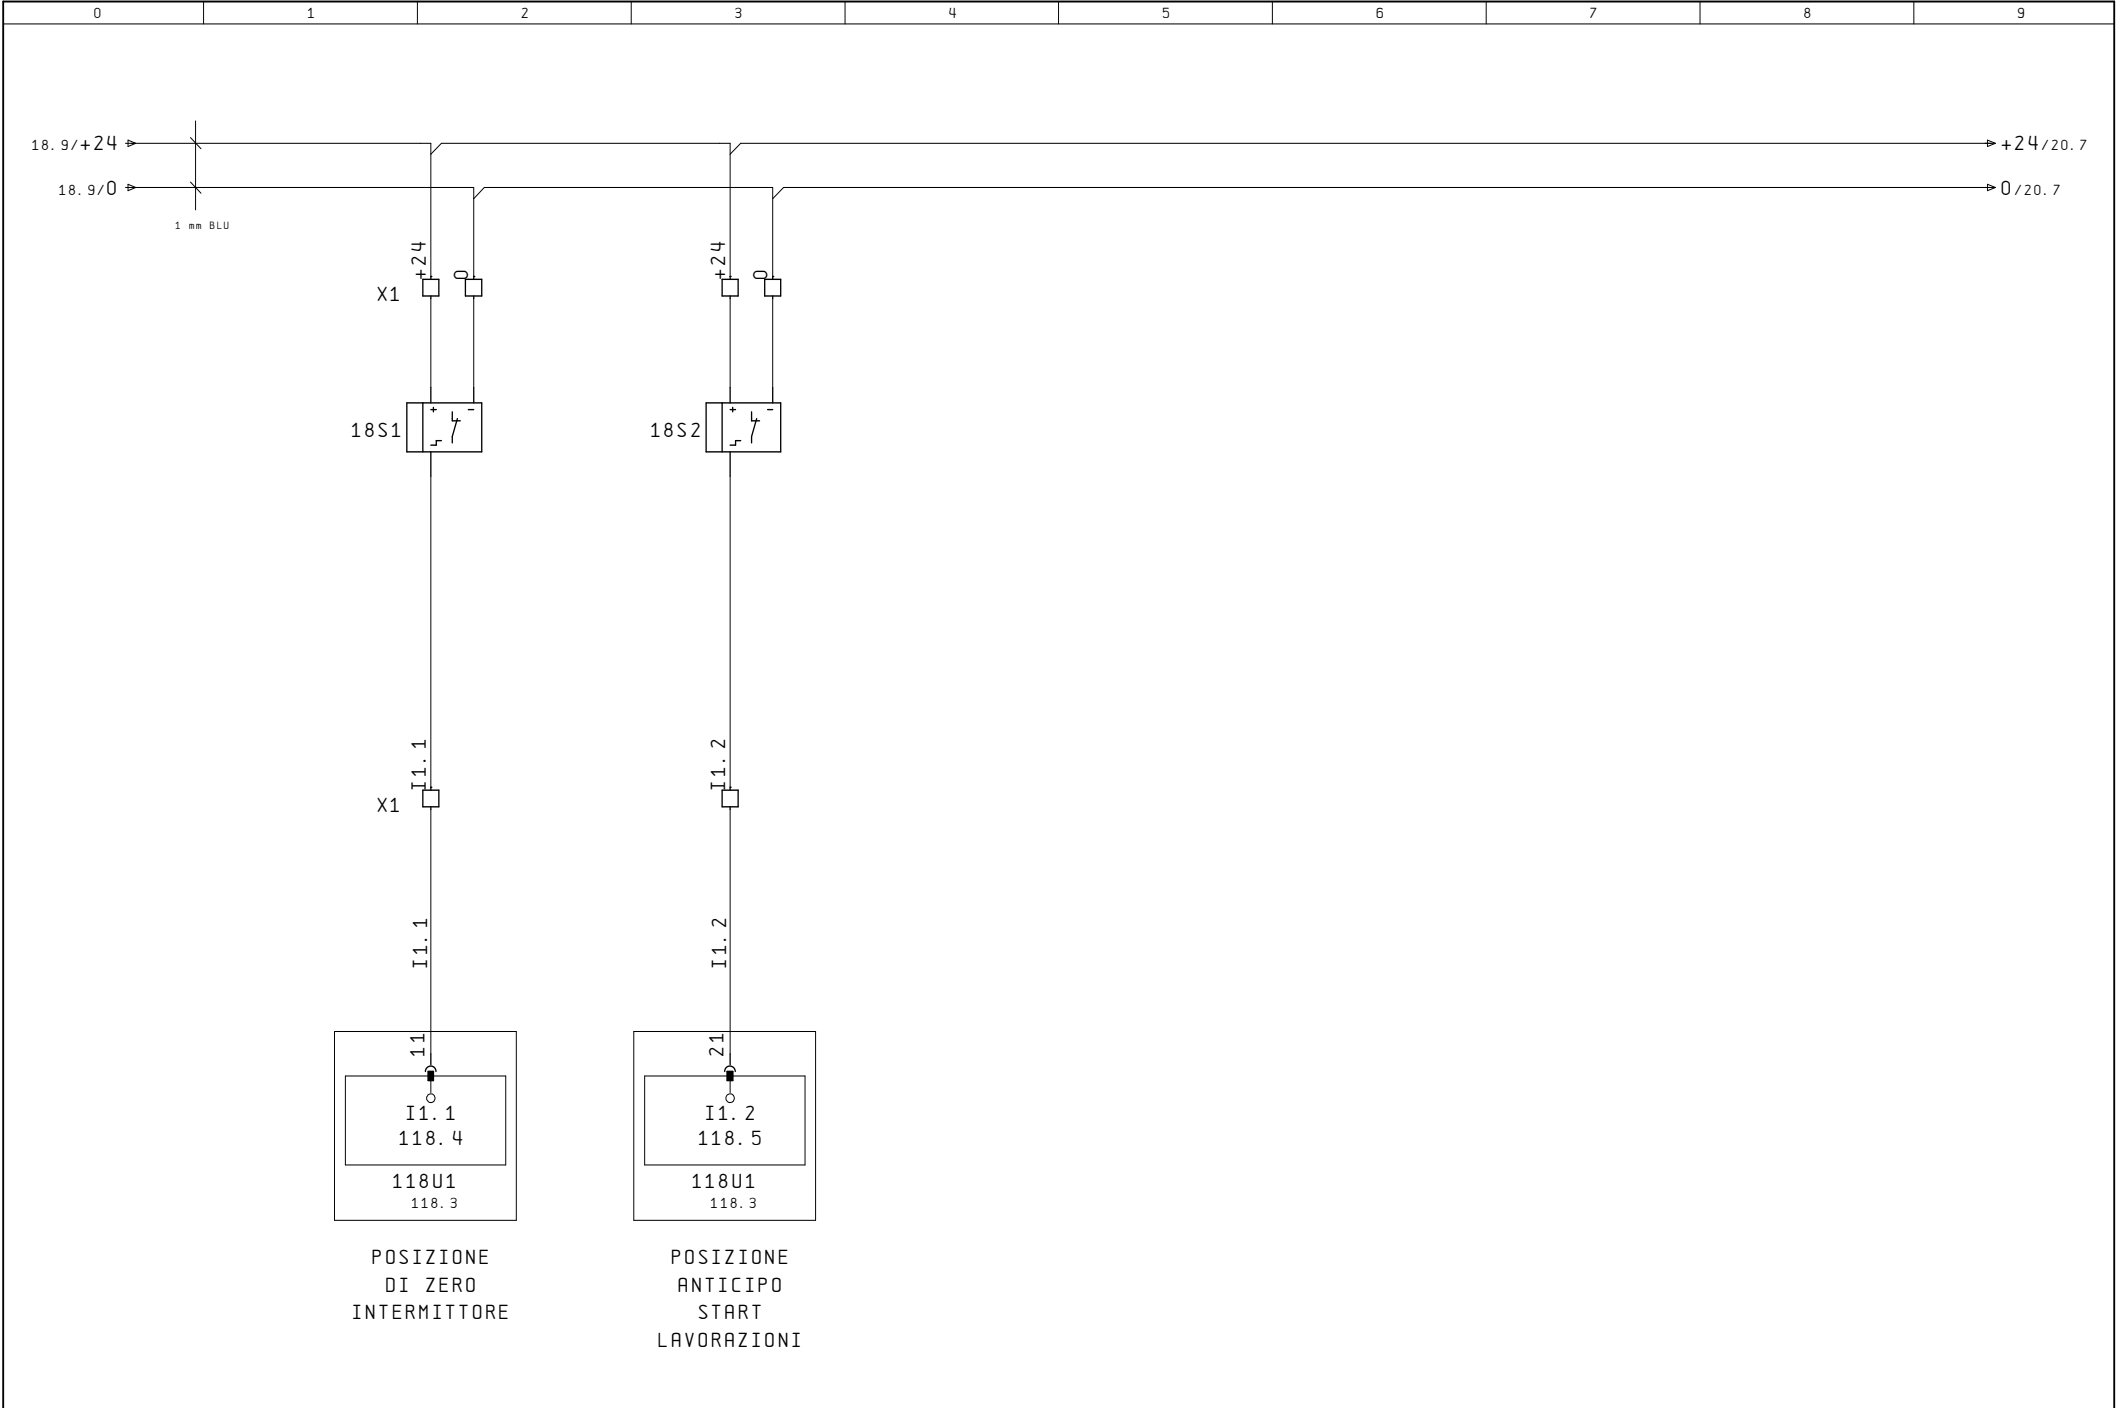 0 1 2 3 4 5 6 7 8 9
18.9/+24
+24/20.7
18.9/0
0/20.7
1 mm BLU
+24
0
+24
0
X1
18S1
18S2
I1.1
I1.2
X1
I1.1
I1.2
11
21
I1.1
118.4
118U1
118.3
I1.2
118.5
118U1
118.3
POSIZIONE
DI ZERO
INTERMITTORE
POSIZIONE
ANTICIPO
START
LAVORAZIONI